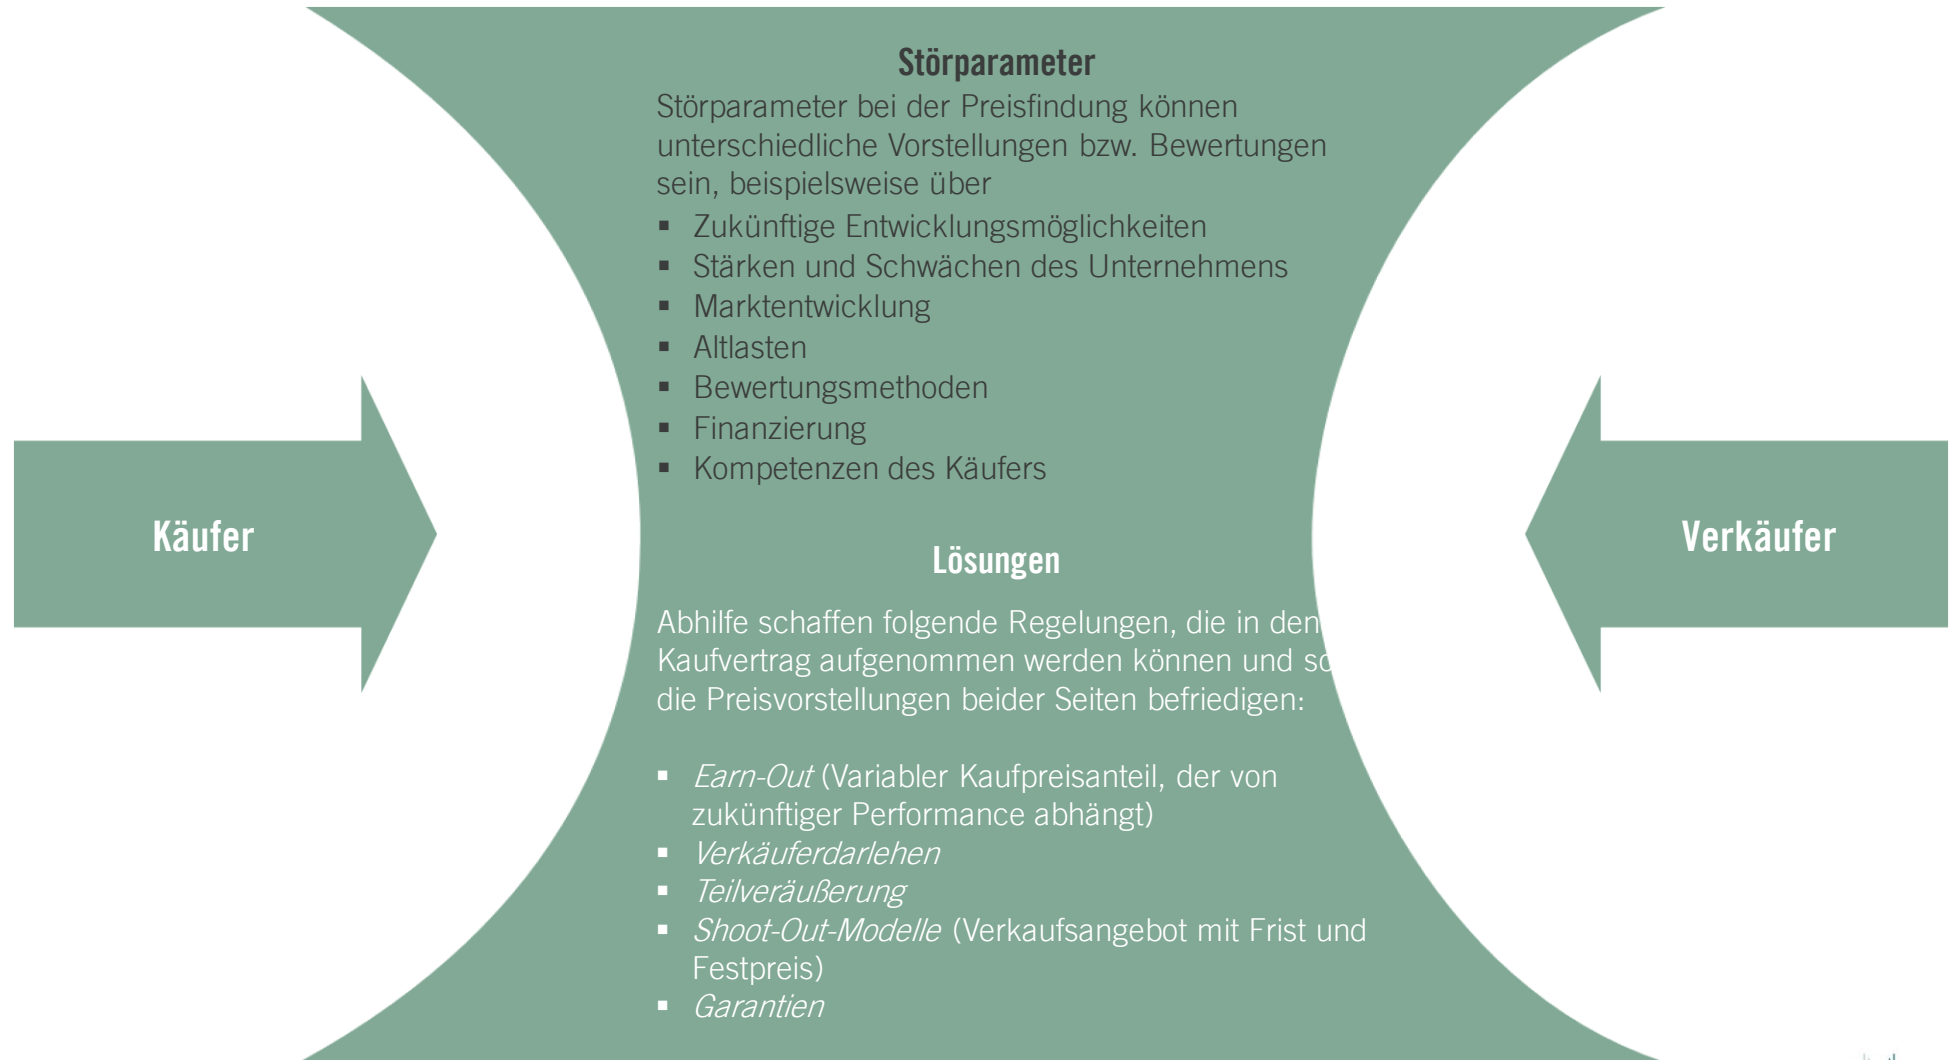 Störparameter
Störparameter bei der Preisfindung können
unterschiedliche Vorstellungen bzw. Bewertungen
sein, beispielsweise über
▪ Zukünftige Entwicklungsmöglichkeiten
▪ Stärken und Schwächen des Unternehmens
▪ Marktentwicklung
▪ Altlasten
▪ Bewertungsmethoden
▪ Finanzierung
▪ Kompetenzen des Käufers
Käufer
Verkäufer
Lösungen
Abhilfe schaffen folgende Regelungen, die in den
Kaufvertrag aufgenommen werden können und so
die Preisvorstellungen beider Seiten befriedigen:
▪ Earn-Out (Variabler Kaufpreisanteil, der von
zukünftiger Performance abhängt)
▪ Verkäuferdarlehen
▪ Teilveräußerung
▪ Shoot-Out-Modelle (Verkaufsangebot mit Frist und
Festpreis)
▪ Garantien